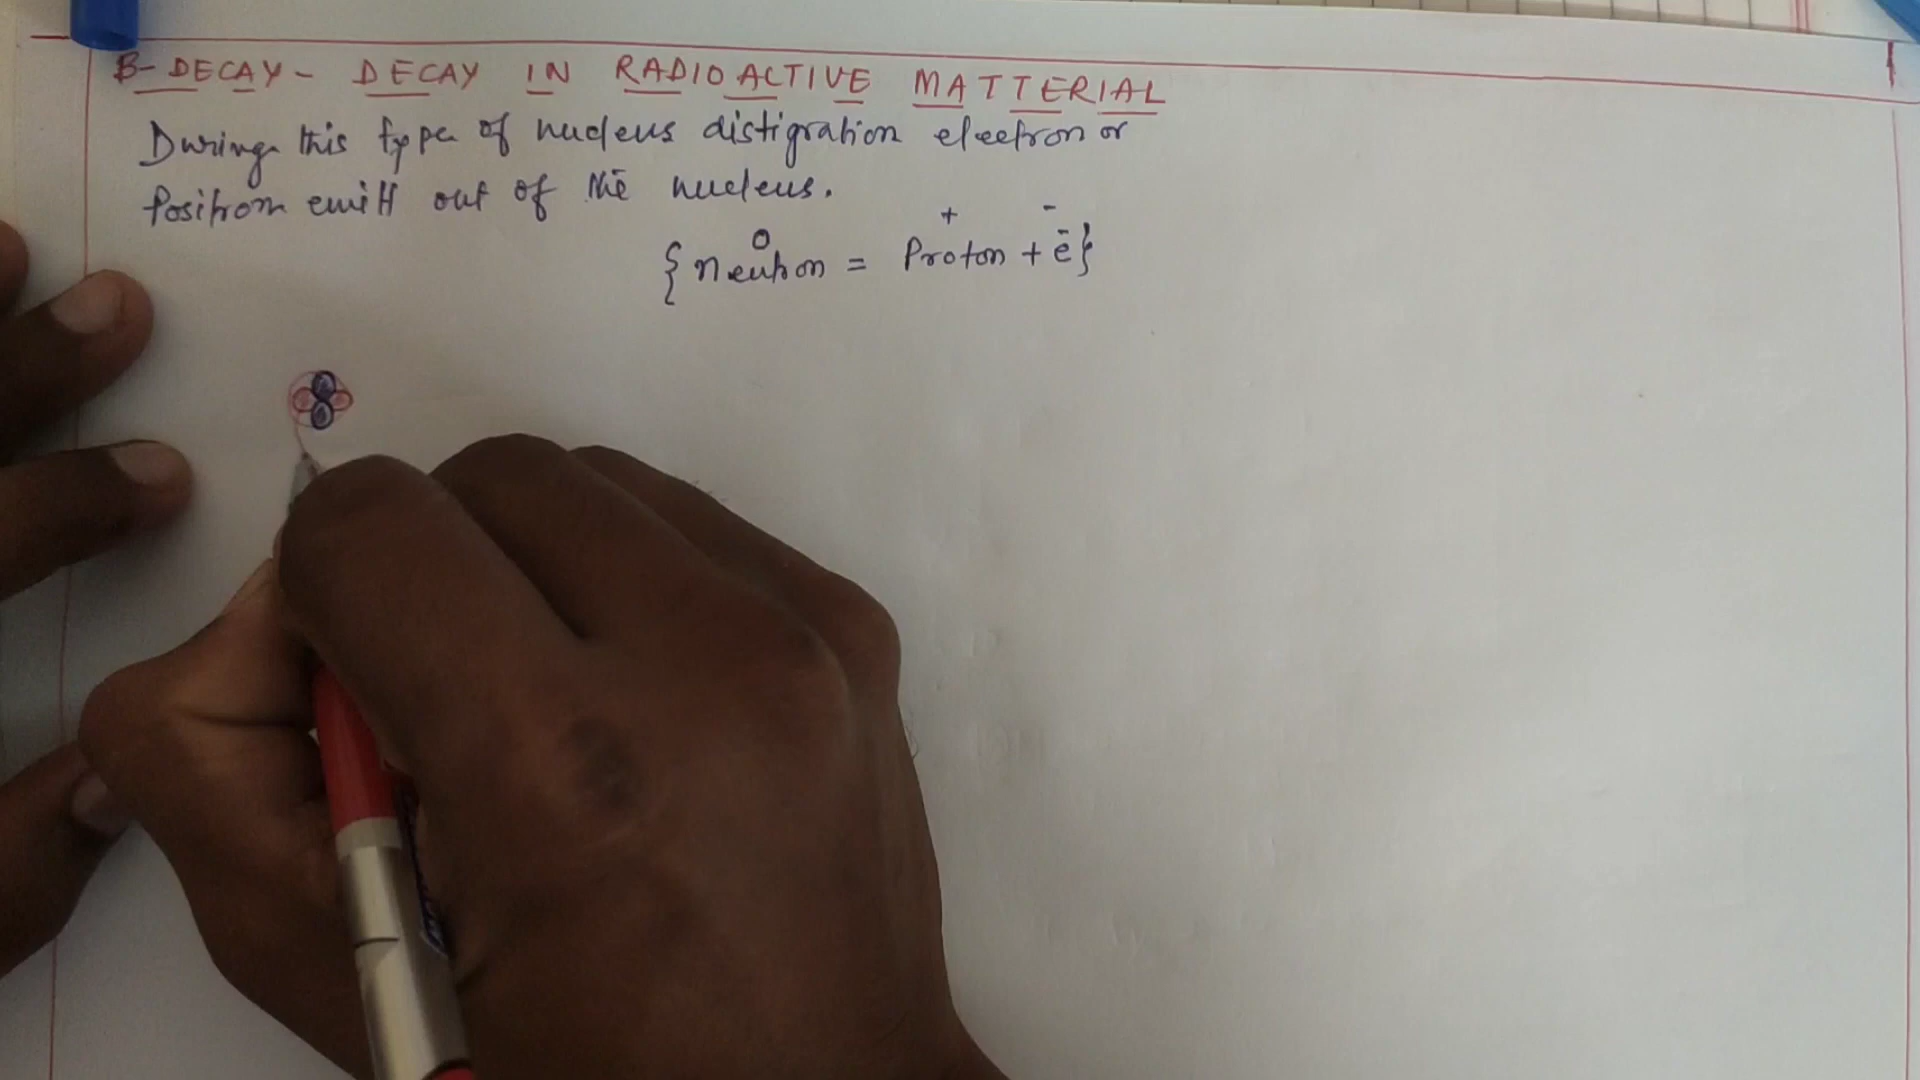 B-DECAY- DECAY IN RADIOACTIVE MATTERIAL
During this type of nucleus distigration electron or
Positron emitt out of the nucleus.
o + -
{neutron = Proton + ē}